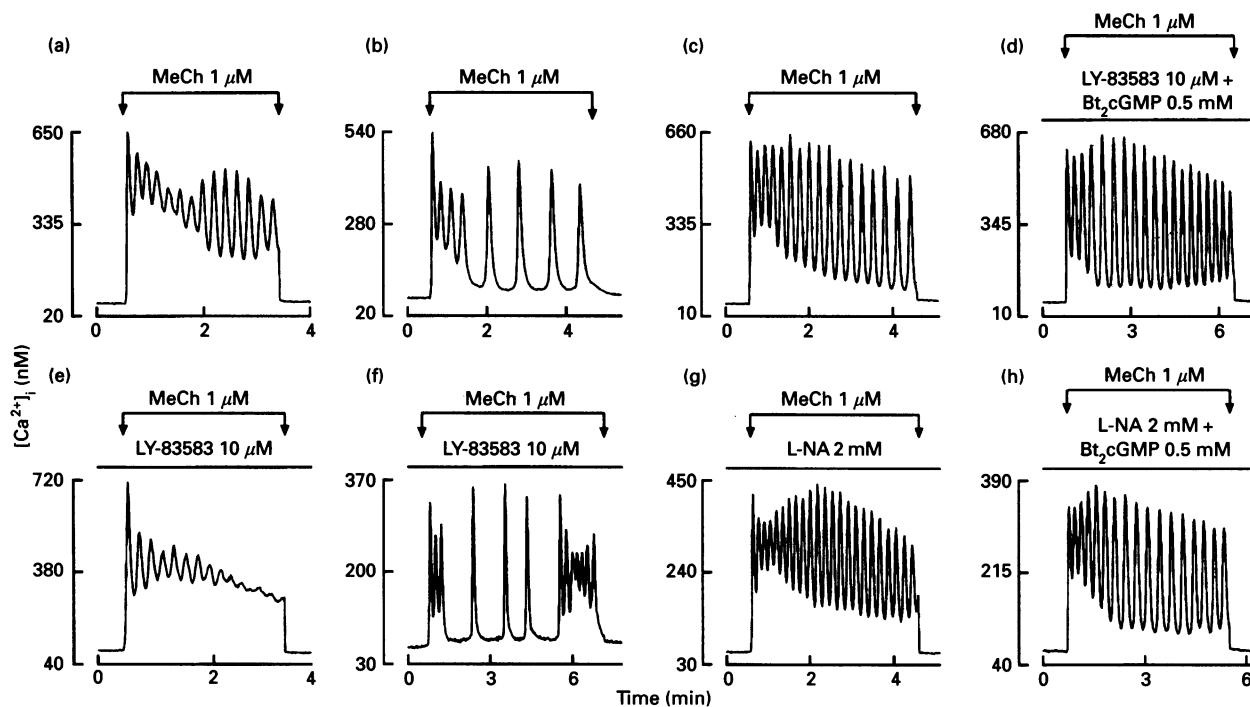 (a)
MeCh 1 μM
650
335
20
0 2 4
(b)
MeCh 1 μM
540
280
20
0 2 4
(c)
MeCh 1 μM
660
335
10
0 2 4
(d)
MeCh 1 μM
LY-83583 10 μM +
Bt₂cGMP 0.5 mM
680
345
10
0 3 6
[Ca²⁺]ᵢ (nM)
(e)
MeCh 1 μM
LY-83583 10 μM
720
380
40
0 2 4
(f)
MeCh 1 μM
LY-83583 10 μM
370
200
30
0 3 6
(g)
MeCh 1 μM
L-NA 2 mM
450
240
30
0 2 4
(h)
MeCh 1 μM
L-NA 2 mM +
Bt₂cGMP 0.5 mM
390
215
40
0 3 6
Time (min)